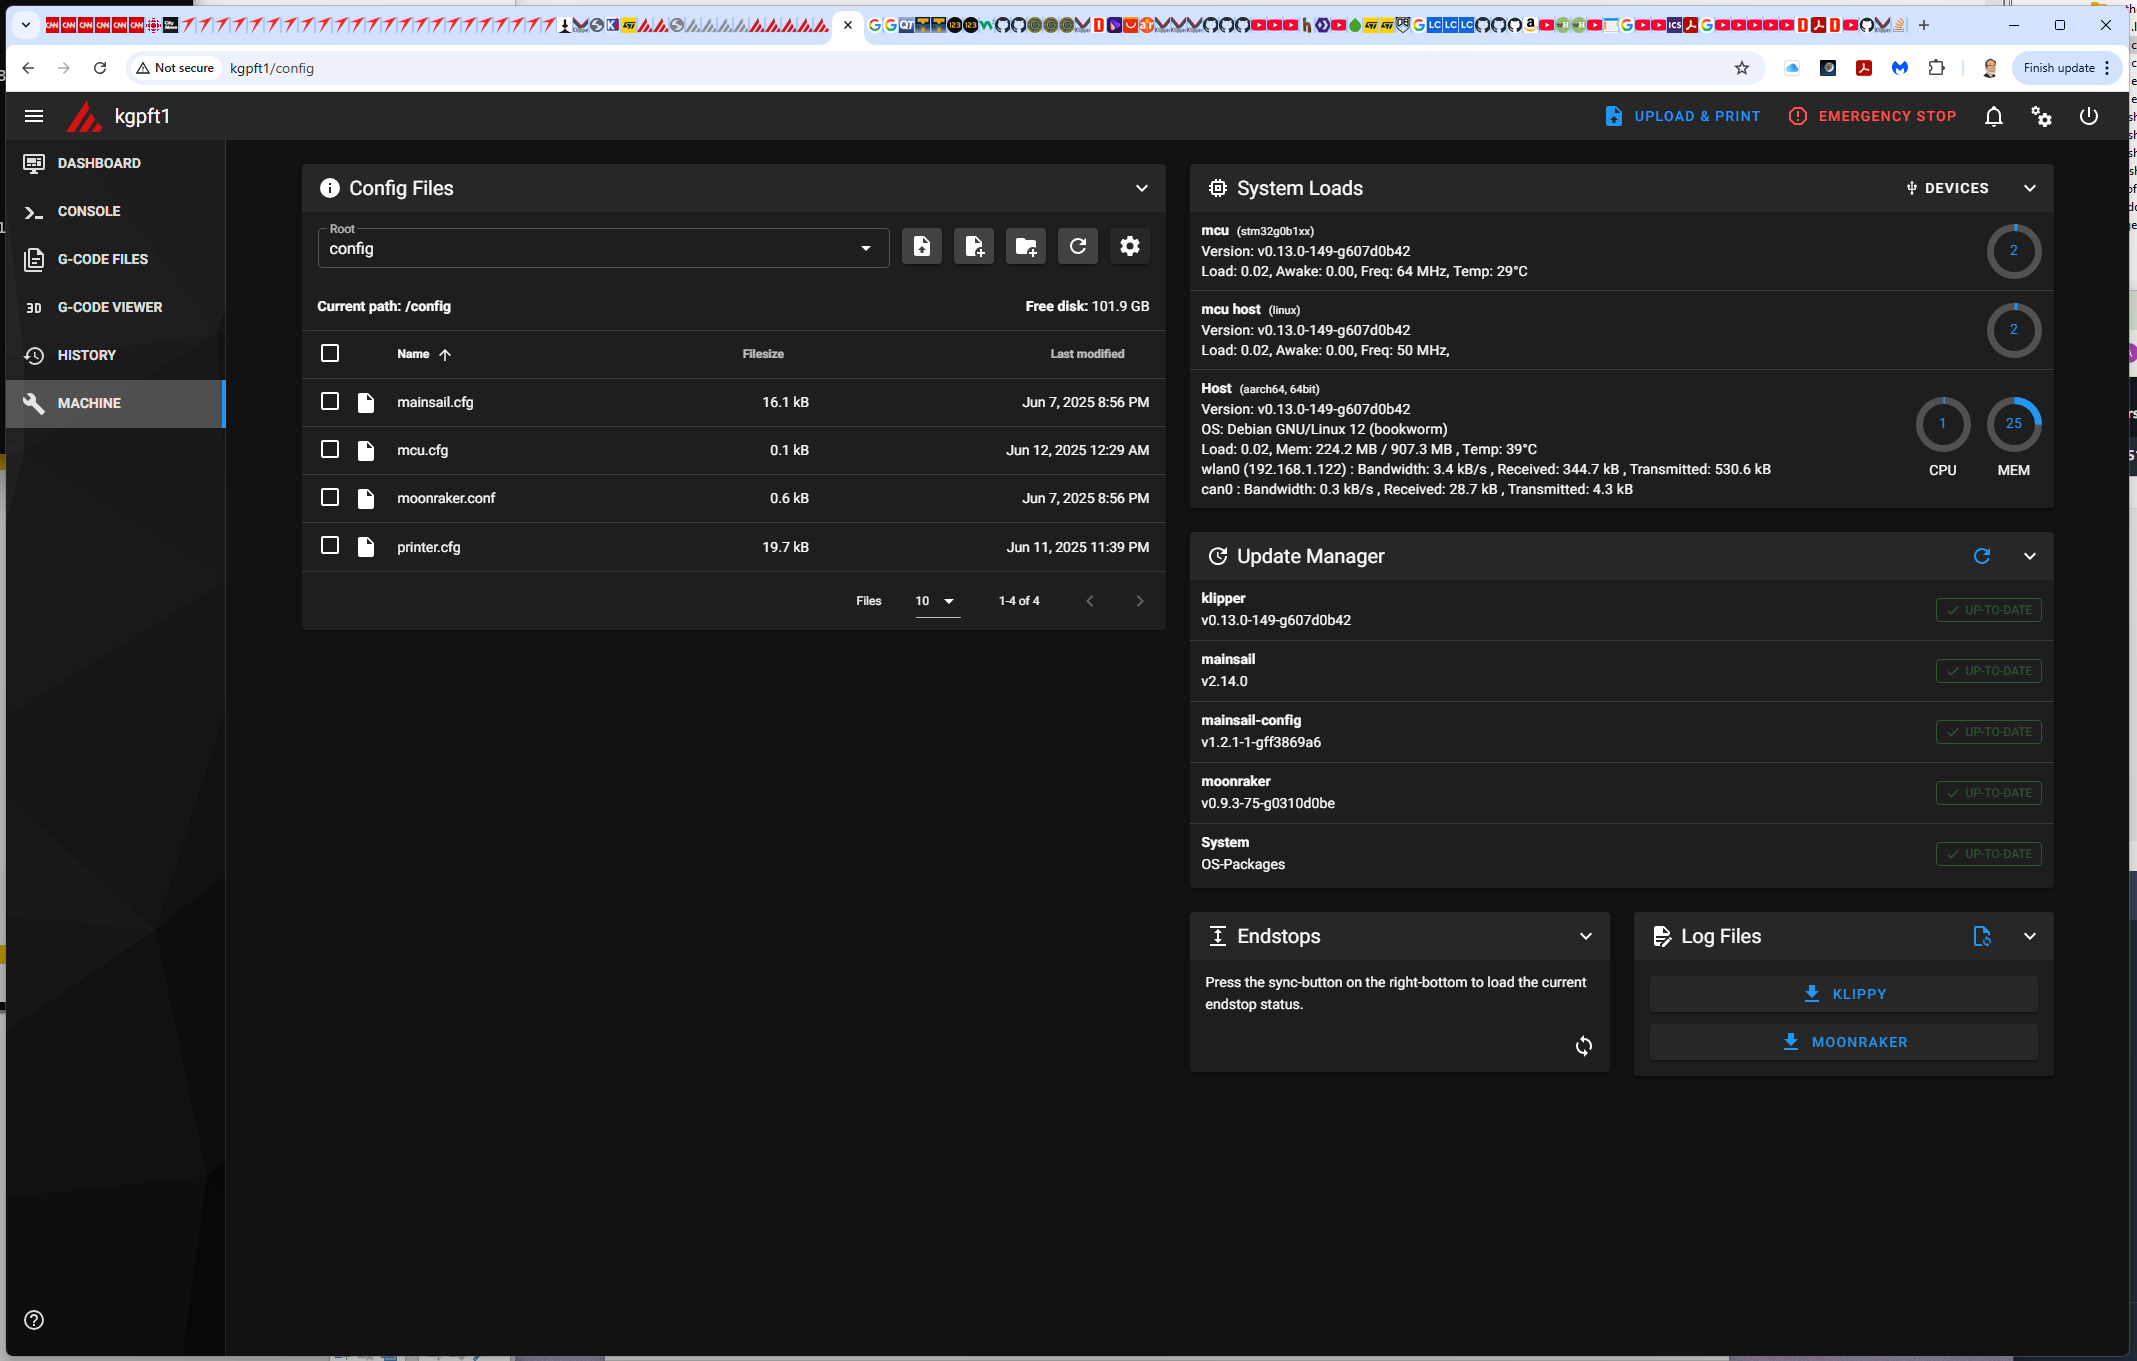 Not secure
kgpft1/config
Finish update
kgpft1
UPLOAD & PRINT
EMERGENCY STOP
DASHBOARD
CONSOLE
G-CODE FILES
3D G-CODE VIEWER
HISTORY
MACHINE
Config Files
Root
config
Current path: /config
Free disk: 101.9 GB
Name
Filesize
Last modified
mainsail.cfg
16.1 kB
Jun 7, 2025 8:56 PM
mcu.cfg
0.1 kB
Jun 12, 2025 12:29 AM
moonraker.conf
0.6 kB
Jun 7, 2025 8:56 PM
printer.cfg
19.7 kB
Jun 11, 2025 11:39 PM
Files
10
1-4 of 4
System Loads
DEVICES
mcu (stm32g0b1xx)
Version: v0.13.0-149-g607d0b42
Load: 0.02, Awake: 0.00, Freq: 64 MHz, Temp: 29°C
2
mcu host (linux)
Version: v0.13.0-149-g607d0b42
Load: 0.02, Awake: 0.00, Freq: 50 MHz,
2
Host (aarch64, 64bit)
Version: v0.13.0-149-g607d0b42
OS: Debian GNU/Linux 12 (bookworm)
Load: 0.02, Mem: 224.2 MB / 907.3 MB , Temp: 39°C
wlan0 (192.168.1.122) : Bandwidth: 3.4 kB/s , Received: 344.7 kB , Transmitted: 530.6 kB
can0 : Bandwidth: 0.3 kB/s , Received: 28.7 kB , Transmitted: 4.3 kB
1
CPU
25
MEM
Update Manager
klipper
v0.13.0-149-g607d0b42
UP-TO-DATE
mainsail
v2.14.0
UP-TO-DATE
mainsail-config
v1.2.1-1-gff3869a6
UP-TO-DATE
moonraker
v0.9.3-75-g0310d0be
UP-TO-DATE
System
OS-Packages
UP-TO-DATE
Endstops
Press the sync-button on the right-bottom to load the current
endstop status.
Log Files
KLIPPY
MOONRAKER